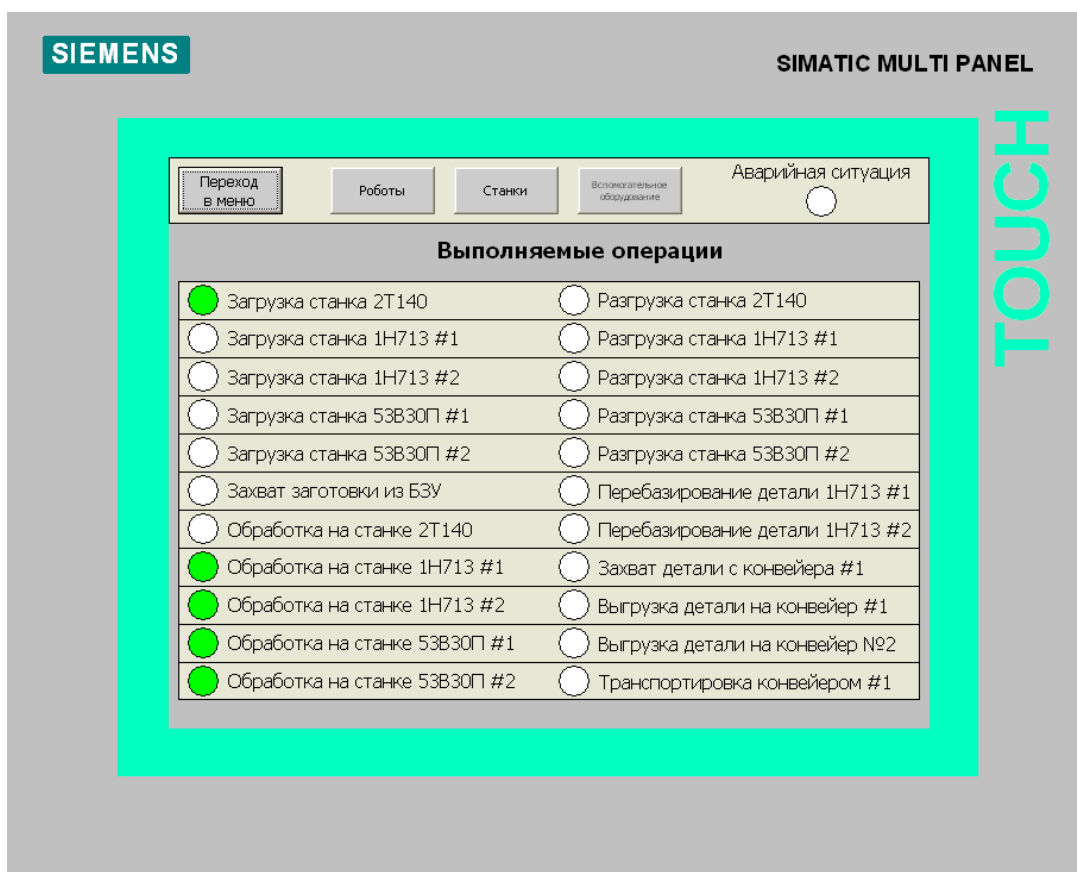 SIEMENS
SIMATIC MULTI PANEL
TOUCH
Переход
в меню
Роботы
Станки
Вспомогательное
оборудование
Аварийная ситуация
Выполняемые операции
Загрузка станка 2Т140
Разгрузка станка 2Т140
Загрузка станка 1Н713 #1
Разгрузка станка 1Н713 #1
Загрузка станка 1Н713 #2
Разгрузка станка 1Н713 #2
Загрузка станка 53В30П #1
Разгрузка станка 53В30П #1
Загрузка станка 53В30П #2
Разгрузка станка 53В30П #2
Захват заготовки из БЗУ
Перебазирование детали 1Н713 #1
Обработка на станке 2Т140
Перебазирование детали 1Н713 #2
Обработка на станке 1Н713 #1
Захват детали с конвейера #1
Обработка на станке 1Н713 #2
Выгрузка детали на конвейер #1
Обработка на станке 53В30П #1
Выгрузка детали на конвейер №2
Обработка на станке 53В30П #2
Транспортировка конвейером #1